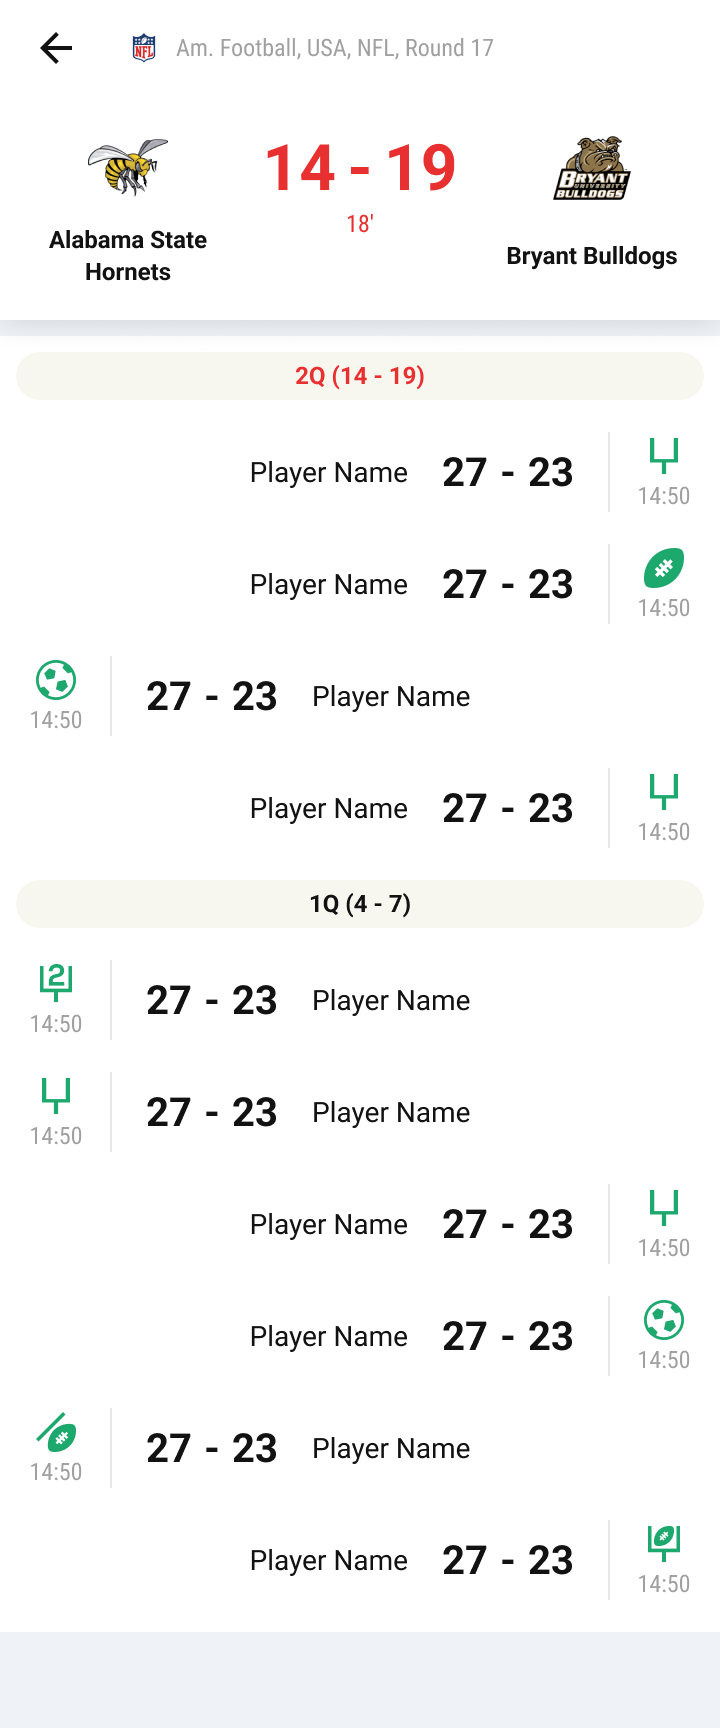 NFL
Am. Football, USA, NFL, Round 17
14 - 19
18'
Alabama State
Hornets
BRYANT
UNIVERSITY
BULLDOGS
Bryant Bulldogs
2Q (14 - 19)
Player Name 27 - 23
14:50
Player Name 27 - 23
14:50
27 - 23 Player Name
14:50
Player Name 27 - 23
14:50
1Q (4 - 7)
2
27 - 23 Player Name
14:50
27 - 23 Player Name
14:50
Player Name 27 - 23
14:50
Player Name 27 - 23
14:50
27 - 23 Player Name
14:50
Player Name 27 - 23
14:50